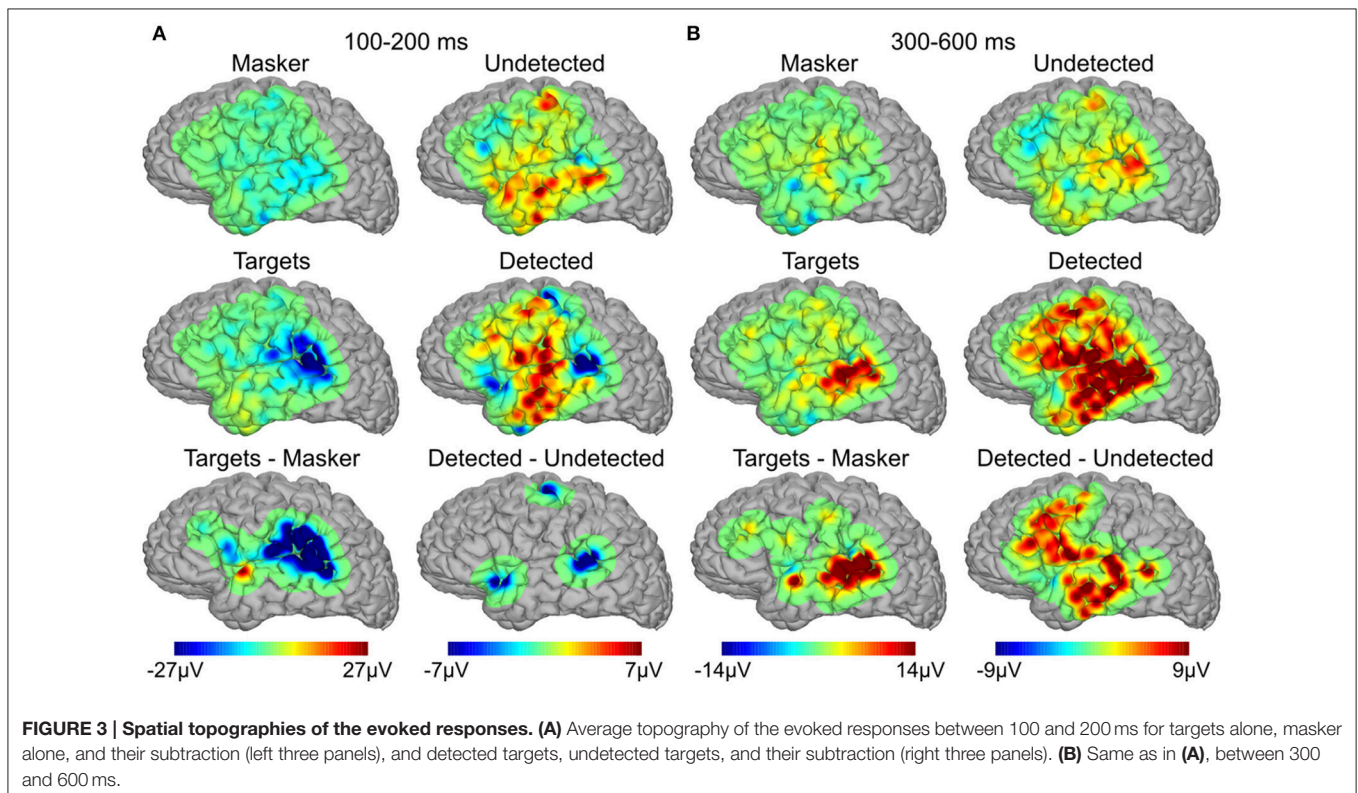 A
100-200 ms
B
300-600 ms
Masker
Undetected
Masker
Undetected
Targets
Detected
Targets
Detected
Targets - Masker
Detected - Undetected
Targets - Masker
Detected - Undetected
-27µV
27µV
-7µV
7µV
-14µV
14µV
-9µV
9µV
FIGURE 3 | Spatial topographies of the evoked responses. (A) Average topography of the evoked responses between 100 and 200 ms for targets alone, masker
alone, and their subtraction (left three panels), and detected targets, undetected targets, and their subtraction (right three panels). (B) Same as in (A), between 300
and 600 ms.